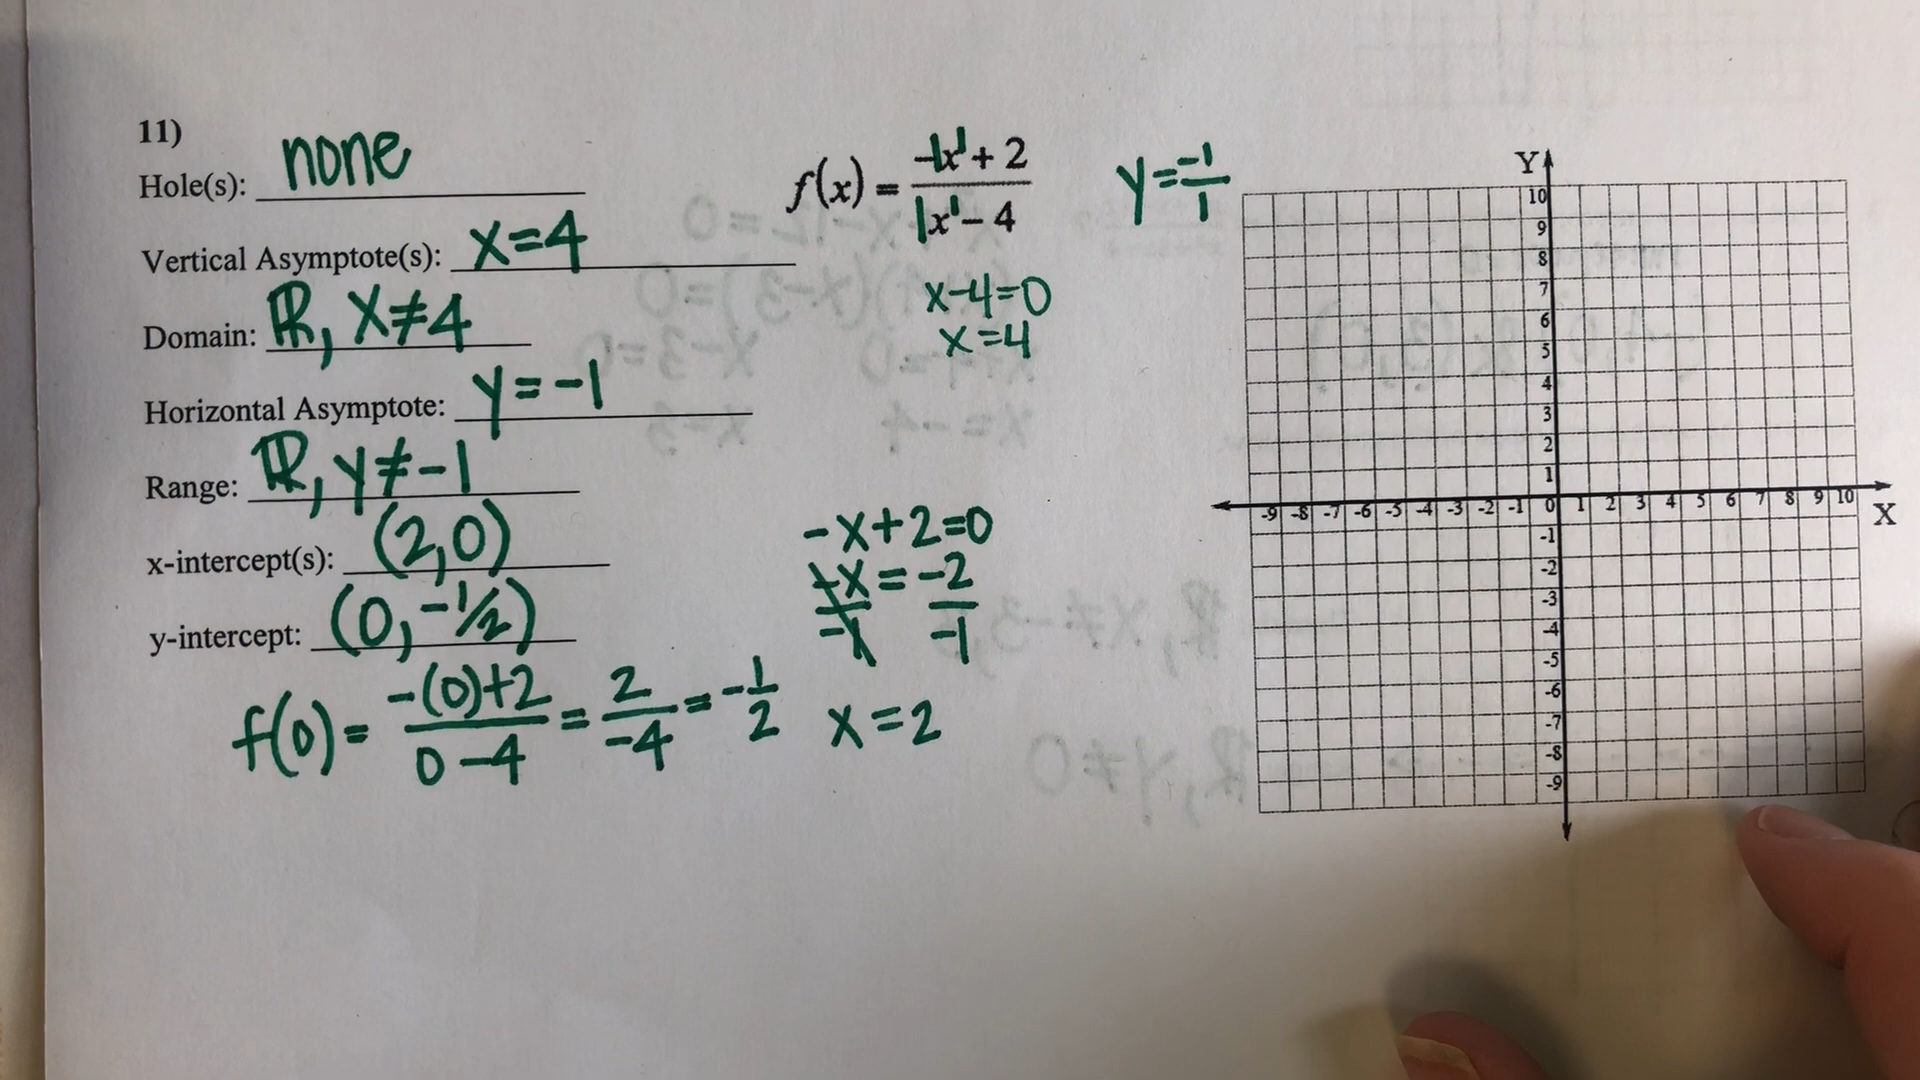 11)
Hole(s): none
Vertical Asymptote(s): x=4
Domain: ℝ, x≠4
Horizontal Asymptote: y=-1
Range: ℝ, y≠-1
x-intercept(s): (2,0)
y-intercept: (0,-1/2)
f(0)= -(0)+2 / 0-4 = 2/-4 = -1/2
f(x) = -1x¹+2 / 1x¹-4
y=-1/1
x-4=0
x=4
-x+2=0
-x = -2
-1 -1
x=2
Y
10
9
8
7
6
5
4
3
2
1
-9 -8 -7 -6 -5 -4 -3 -2 -1 0 1 2 3 4 5 6 7 8 9 10
X
-1
-2
-3
-4
-5
-6
-7
-8
-9